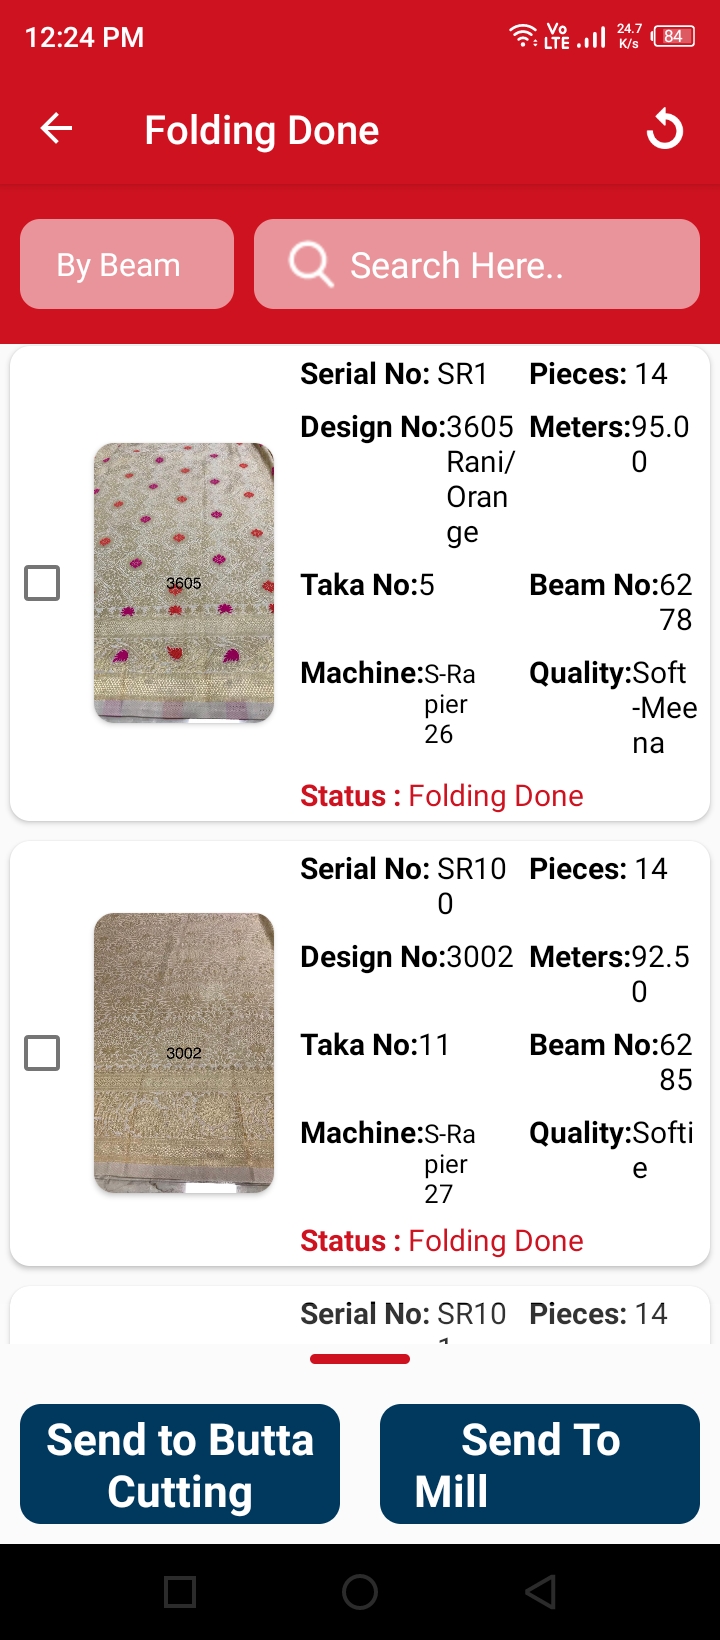 12:24 PM
Vo LTE 24.7 K/s 84
Folding Done
By Beam
Search Here..
Serial No: SR1 Pieces: 14
Design No:3605 Rani/Orange Meters:95.00
3605
Taka No:5 Beam No:6278
Machine:S-Rapier 26 Quality:Soft-Meena
Status : Folding Done
Serial No: SR100 Pieces: 14
Design No:3002 Meters:92.50
3002
Taka No:11 Beam No:6285
Machine:S-Rapier 27 Quality:Softie
Status : Folding Done
Serial No: SR10 Pieces: 14
Send to Butta
Cutting
Send To
Mill